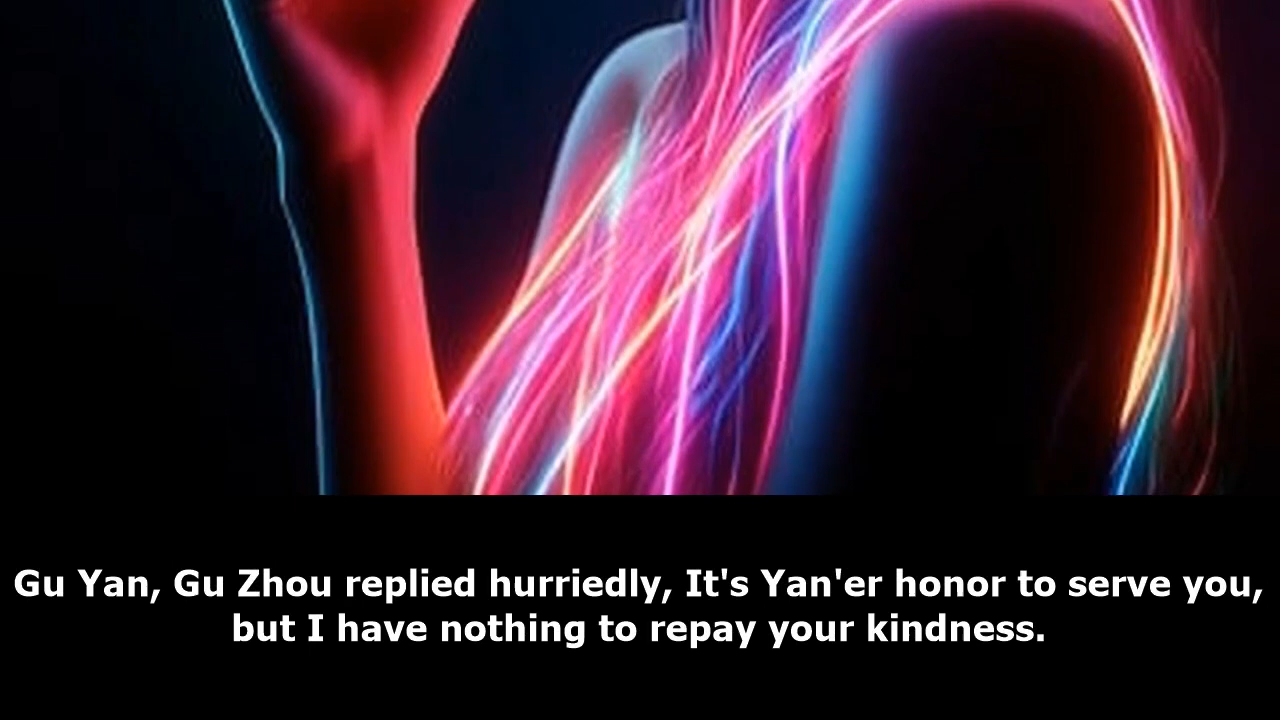 Gu Yan, Gu Zhou replied hurriedly, It's Yan'er honor to serve you,
but I have nothing to repay your kindness.